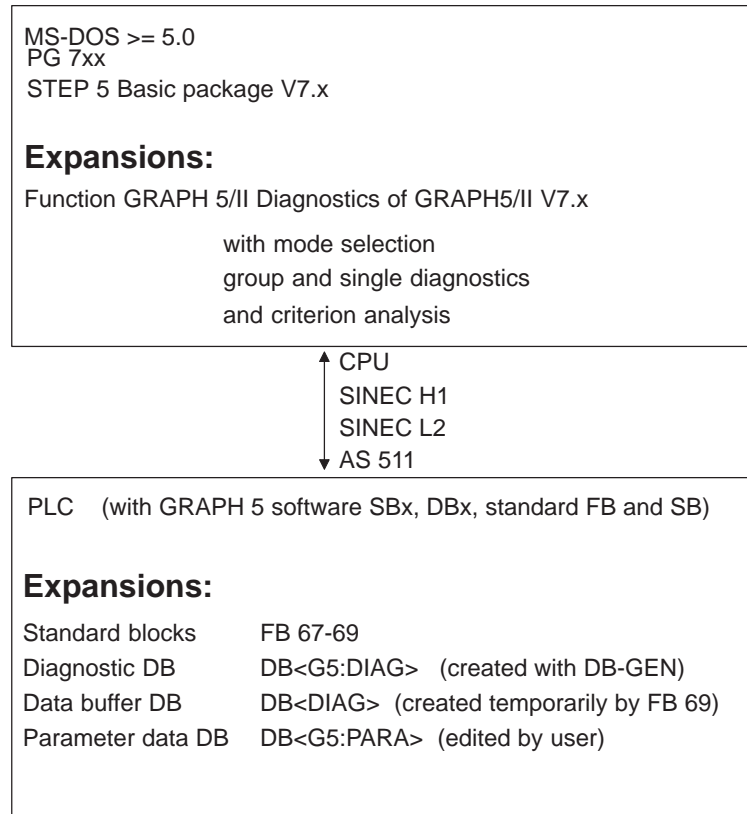 MS-DOS >= 5.0
PG 7xx
STEP 5 Basic package V7.x
Expansions:
Function GRAPH 5/II Diagnostics of GRAPH5/II V7.x
with mode selection
group and single diagnostics
and criterion analysis
CPU
SINEC H1
SINEC L2
AS 511
PLC (with GRAPH 5 software SBx, DBx, standard FB and SB)
Expansions:
Standard blocks FB 67-69
Diagnostic DB DB<G5:DIAG> (created with DB-GEN)
Data buffer DB DB<DIAG> (created temporarily by FB 69)
Parameter data DB DB<G5:PARA> (edited by user)